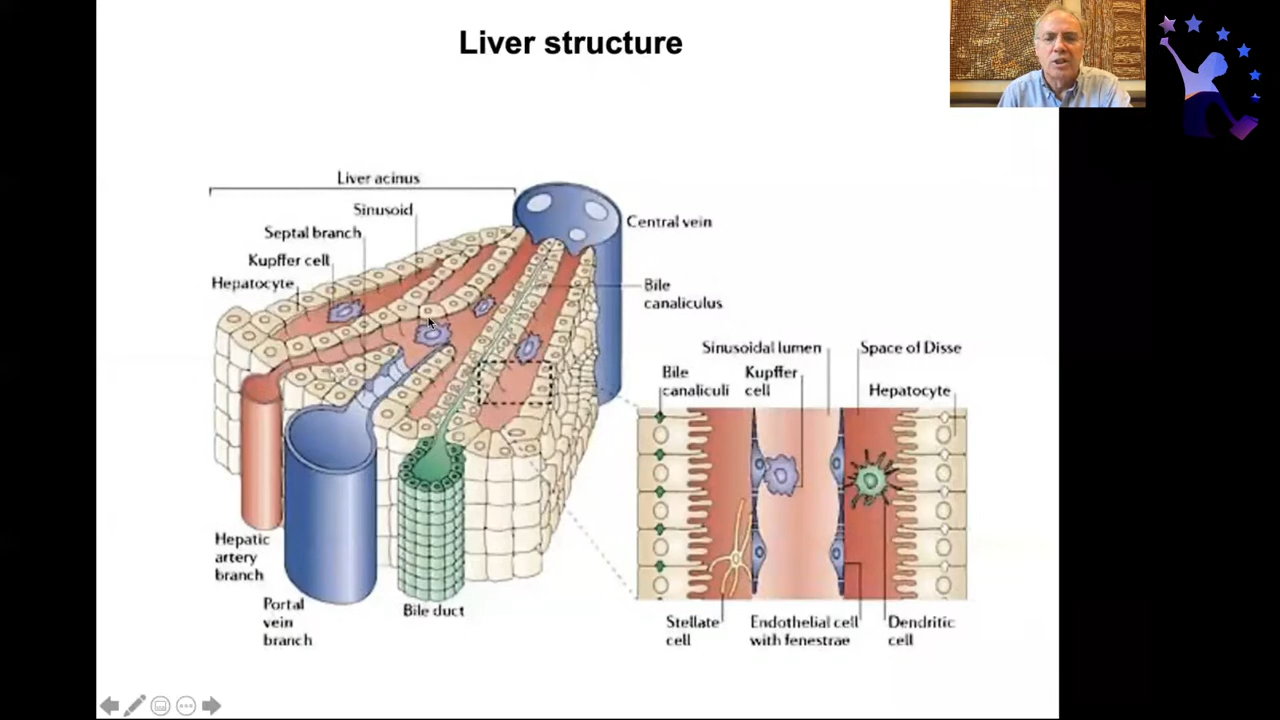 Liver structure
Liver acinus
Sinusoid
Septal branch
Kupffer cell
Hepatocyte
Central vein
Bile
canaliculus
Sinusoidal lumen
Space of Disse
Bile
canaliculi
Kupffer
cell
Hepatocyte
Hepatic
artery
branch
Portal
vein
branch
Bile duct
Stellate
cell
Endothelial cell
with fenestrae
Dendritic
cell